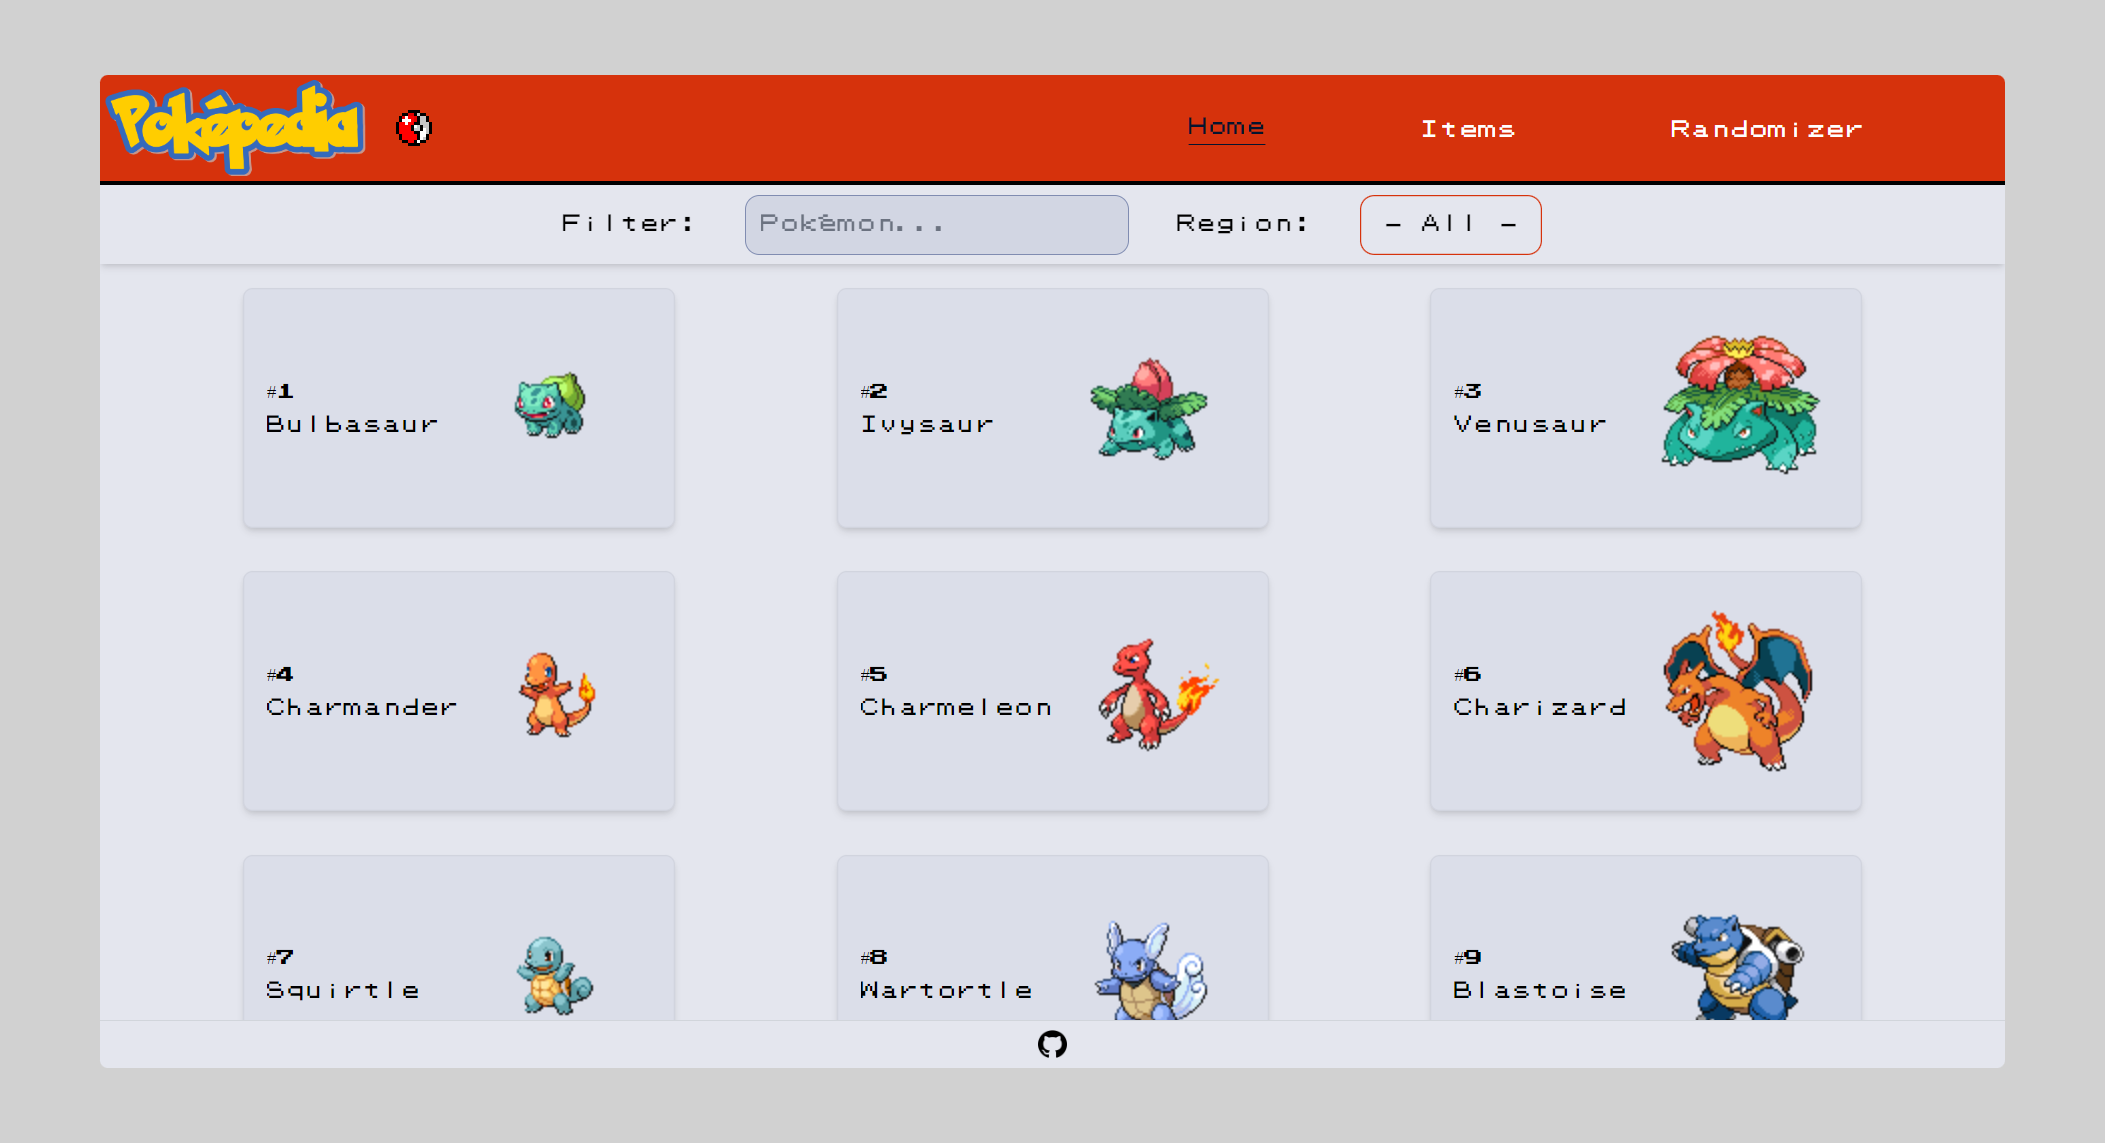 Poképedia
Home
Items
Randomizer
Filter:
Pokémon...
Region:
- All -
#1
Bulbasaur
#2
Ivysaur
#3
Venusaur
#4
Charmander
#5
Charmeleon
#6
Charizard
#7
Squirtle
#8
Wartortle
#9
Blastoise